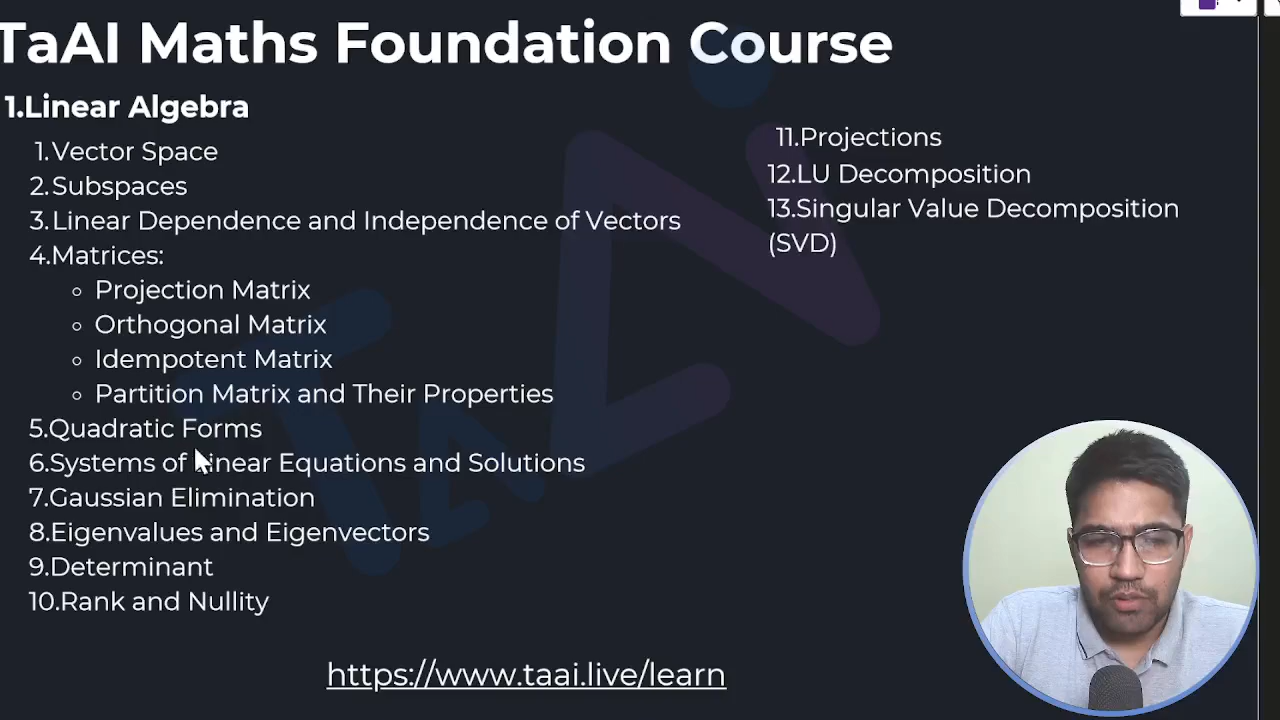 TaAI Maths Foundation Course
1.Linear Algebra
1.Vector Space
2.Subspaces
3.Linear Dependence and Independence of Vectors
4.Matrices:
Projection Matrix
Orthogonal Matrix
Idempotent Matrix
Partition Matrix and Their Properties
5.Quadratic Forms
6.Systems of Linear Equations and Solutions
7.Gaussian Elimination
8.Eigenvalues and Eigenvectors
9.Determinant
10.Rank and Nullity
11.Projections
12.LU Decomposition
13.Singular Value Decomposition
(SVD)
https://www.taai.live/learn
TAAI